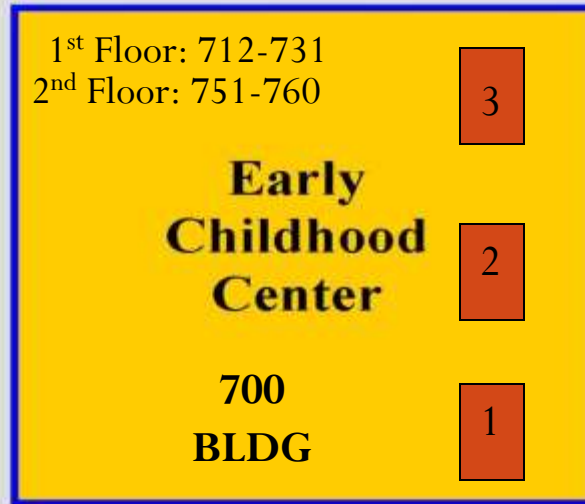 1st Floor: 712-731
2nd Floor: 751-760
3
Early
Childhood
Center
2
700
BLDG
1